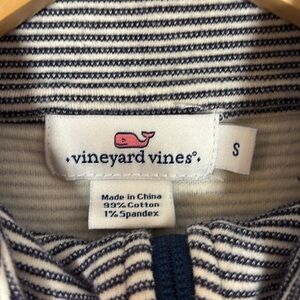 vineyard vines®
S
Made in China
99% Cotton
1% Spandex